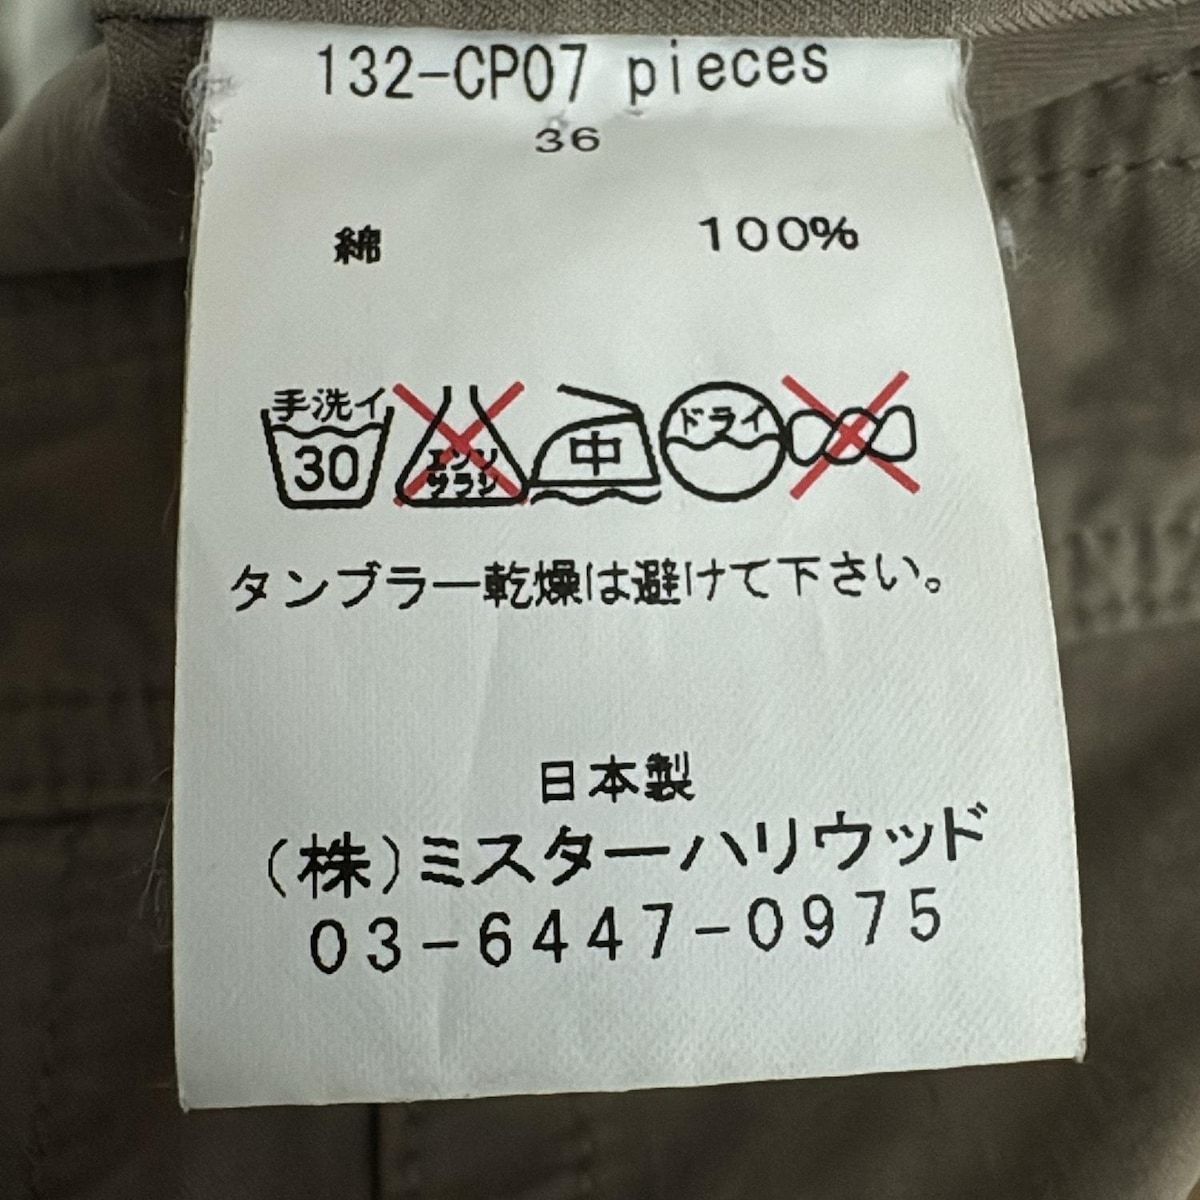 132-CP07 pieces
36
綿 100%
手洗イ エンソ 中 ドライ
30 サラシ
タンブラー乾燥は避けて下さい。
日本製
(株)ミスターハリウッド
03-6447-0975